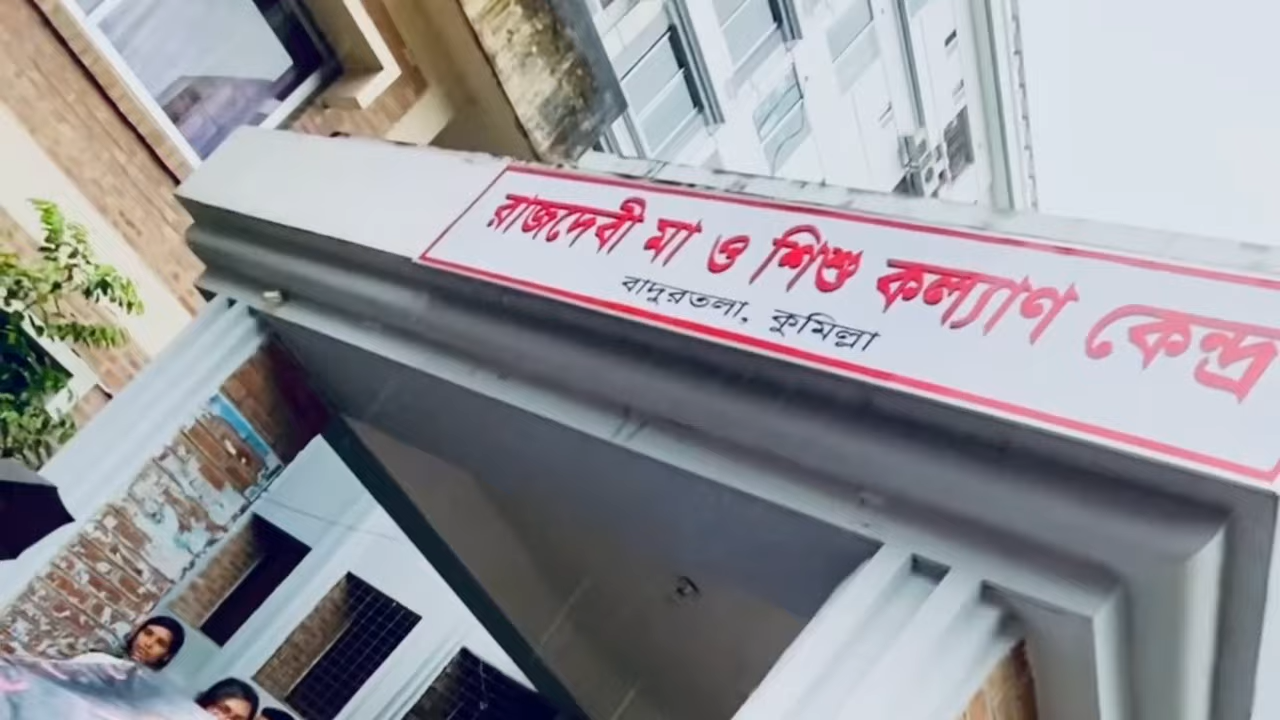 রাজদেবী মা ও শিশু কল্যাণ কেন্দ্র
বাদুরতলা, কুমিল্লা